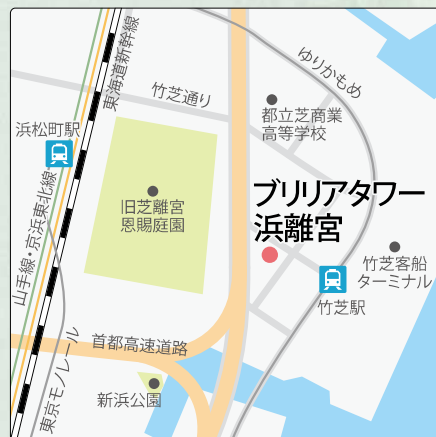 東海道新幹線
ゆりかもめ
竹芝通り
都立芝商業
高等学校
浜松町駅
ブリリアタワー
浜離宮
旧芝離宮
恩賜庭園
山手線・京浜東北線
竹芝客船
ターミナル
竹芝駅
首都高速道路
東京モノレール
新浜公園